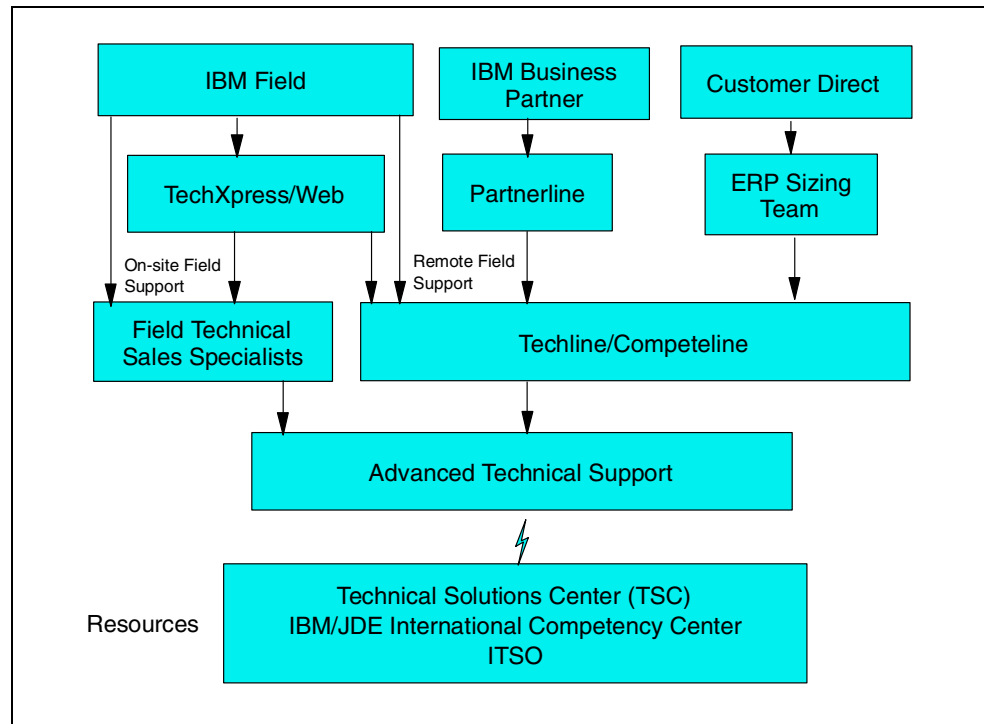 IBM Field
IBM Business
Partner
Customer Direct
TechXpress/Web
Partnerline
ERP Sizing
Team
On-site Field
Support
Remote Field
Support
Field Technical
Sales Specialists
Techline/Competeline
Advanced Technical Support
Resources
Technical Solutions Center (TSC)
IBM/JDE International Competency Center
ITSO